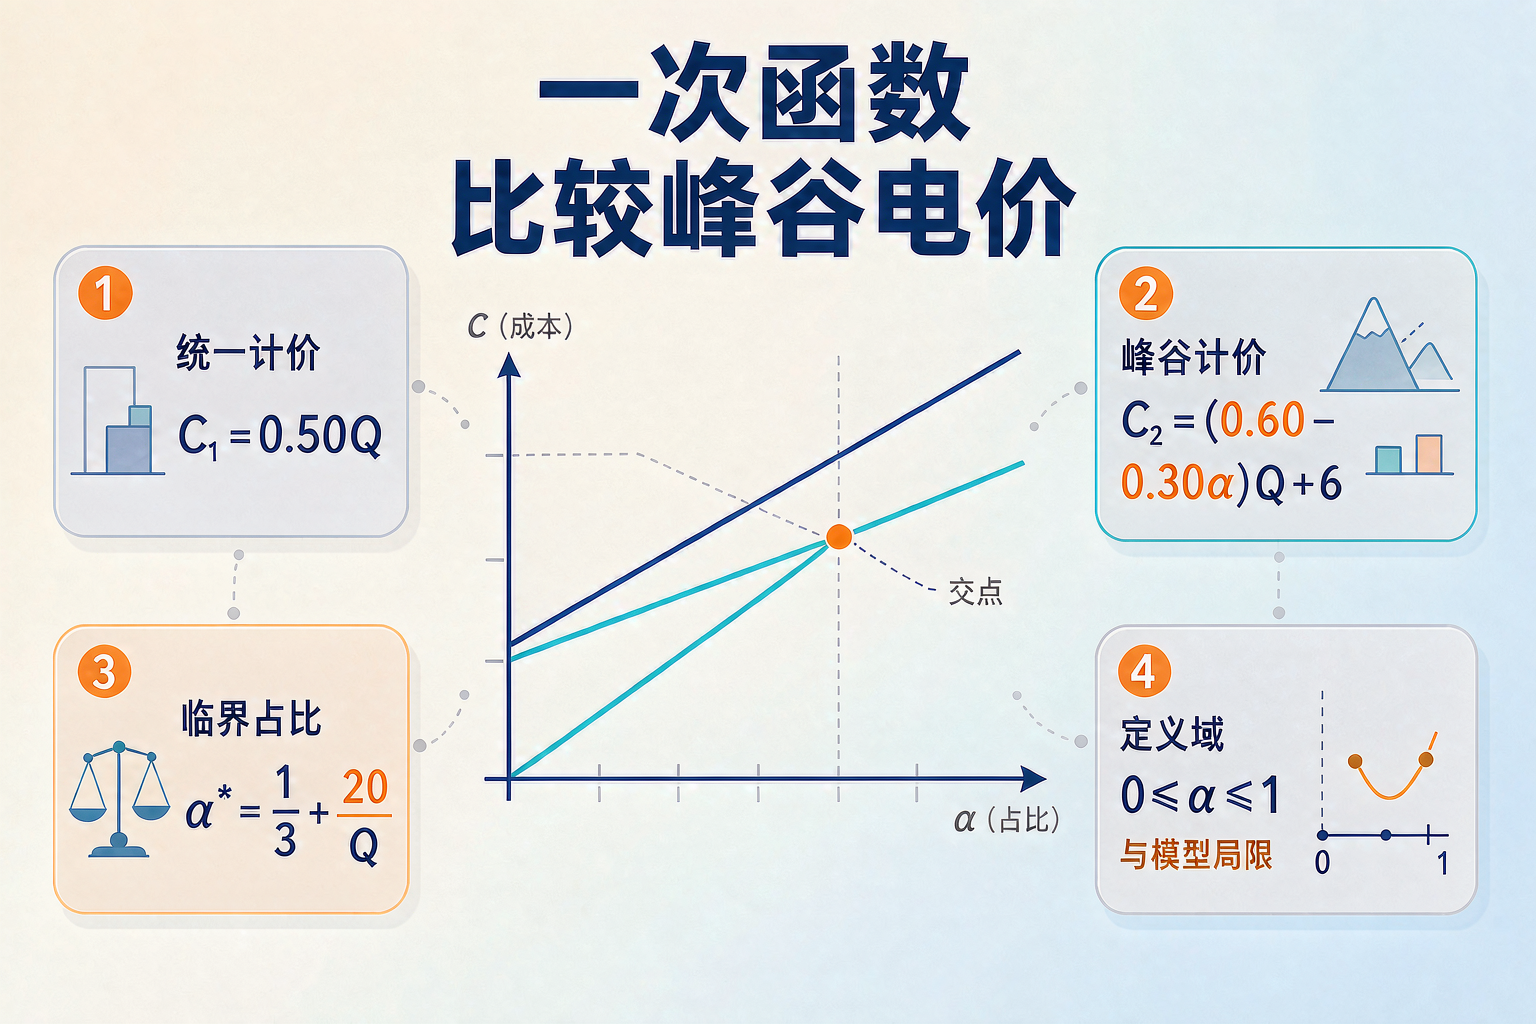 一次函数
比较峰谷电价
1
统一计价
C₁=0.50Q
2
峰谷计价
C₂=(0.60−
0.30α)Q+6
C（成本）
交点
α（占比）
3
临界占比
α*=1/3+20/Q
4
定义域
0⩽α⩽1
与模型局限
0 1